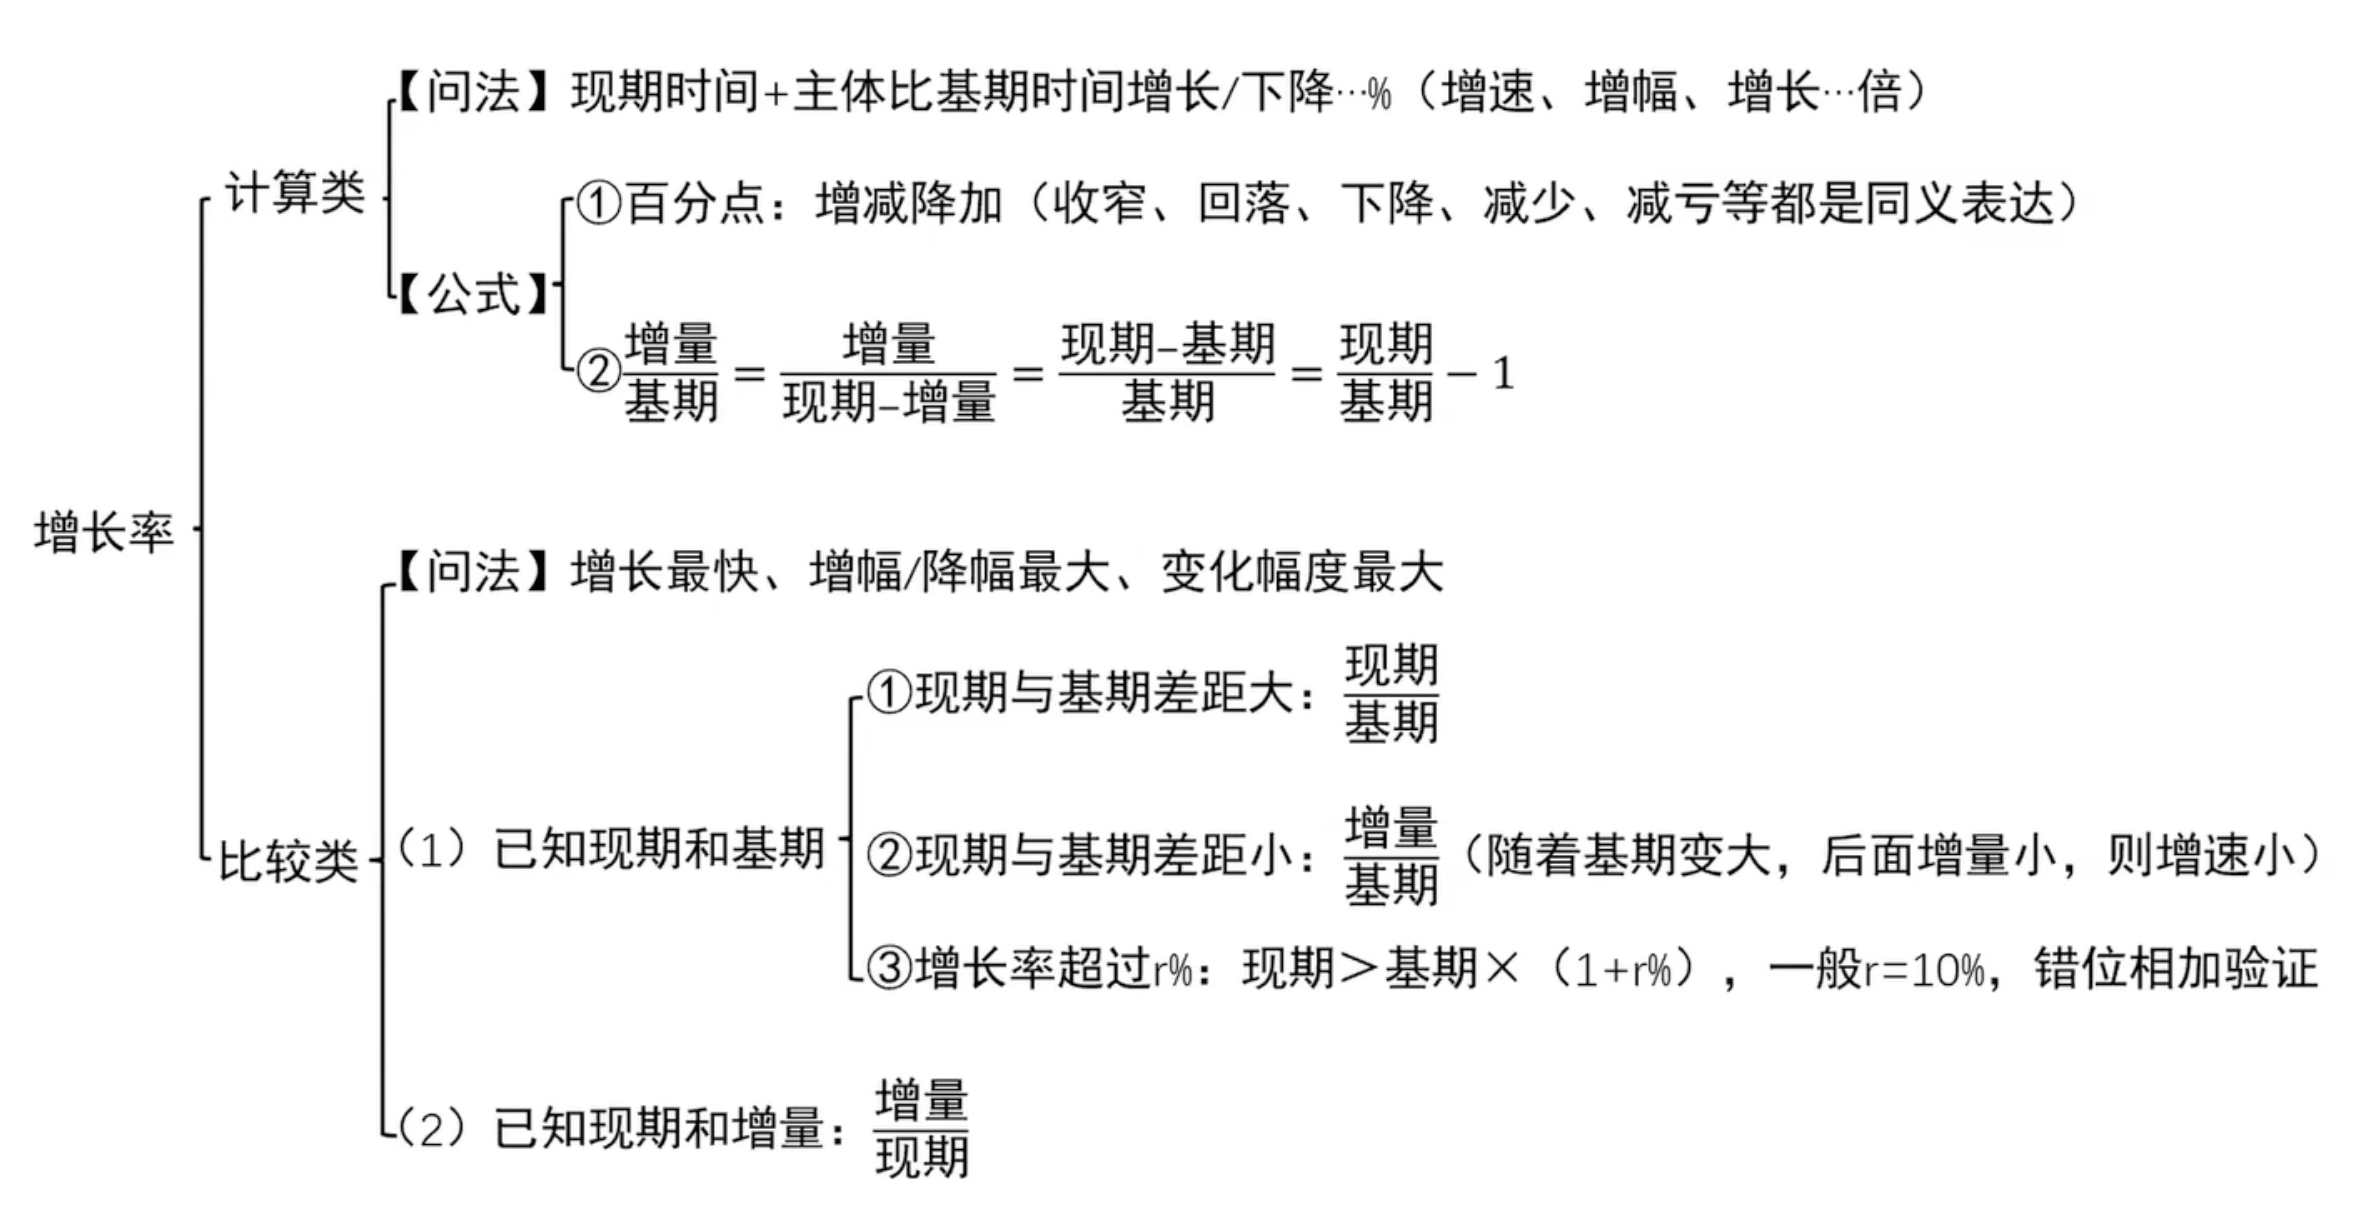 【问法】现期时间+主体比基期时间增长/下降…%（增速、增幅、增长…倍）
计算类
①百分点：增减降加（收窄、回落、下降、减少、减亏等都是同义表达）
【公式】
②增量/基期 = 增量/现期–增量 = 现期–基期/基期 = 现期/基期 − 1
增长率
【问法】增长最快、增幅/降幅最大、变化幅度最大
①现期与基期差距大：现期/基期
比较类
（1）已知现期和基期
②现期与基期差距小：增量/基期（随着基期变大，后面增量小，则增速小）
③增长率超过r%：现期＞基期×（1+r%），一般r=10%，错位相加验证
（2）已知现期和增量：增量/现期